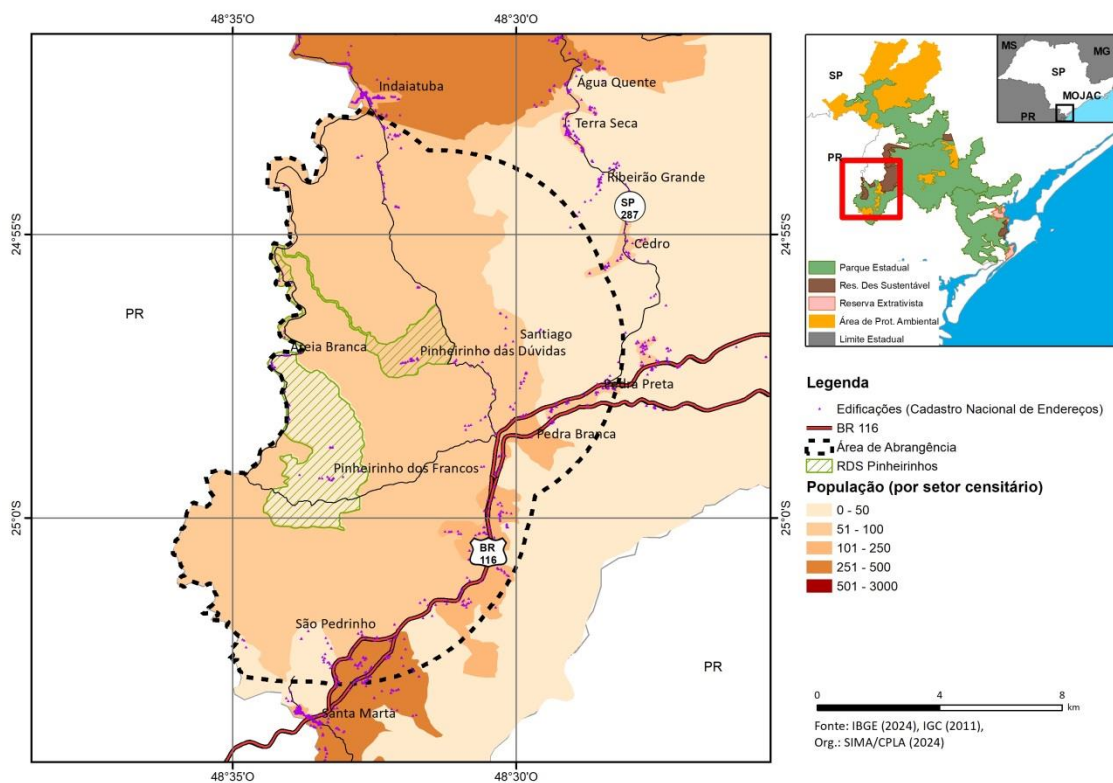 48°35'O
48°30'O
Indaiatuba
Água Quente
Terra Seca
Ribeirão Grande
SP
287
24°55'S
24°55'S
Cedro
PR
Santiago
Areia Branca
Pinheirinho das Dúvidas
Pedra Preta
Pedra Branca
Pinheirinho dos Francos
25°0'S
25°0'S
BR
116
São Pedrinho
PR
Santa Marta
48°35'O
48°30'O
SP
PR
MS
MG
SP
MOJAC
PR
Parque Estadual
Res. Des Sustentável
Reserva Extrativista
Área de Prot. Ambiental
Limite Estadual
Legenda
Edificações (Cadastro Nacional de Endereços)
BR 116
Área de Abrangência
RDS Pinheirinhos
População (por setor censitário)
0 - 50
51 - 100
101 - 250
251 - 500
501 - 3000
0 4 8
km
Fonte: IBGE (2024), IGC (2011),
Org.: SIMA/CPLA (2024)